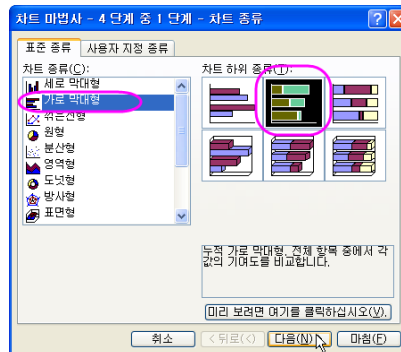 차트 마법사 - 4 단계 중 1 단계 - 차트 종류
표준 종류 사용자 지정 종류
차트 종류(C):
차트 하위 종류(T):
세로 막대형
가로 막대형
꺾은선형
원형
분산형
영역형
도넛형
방사형
표면형
누적 가로 막대형. 전체 항목 중에서 각
값의 기여도를 비교합니다.
미리 보려면 여기를 클릭하십시오(V).
취소 < 뒤로(<) 다음(N) > 마침(F)